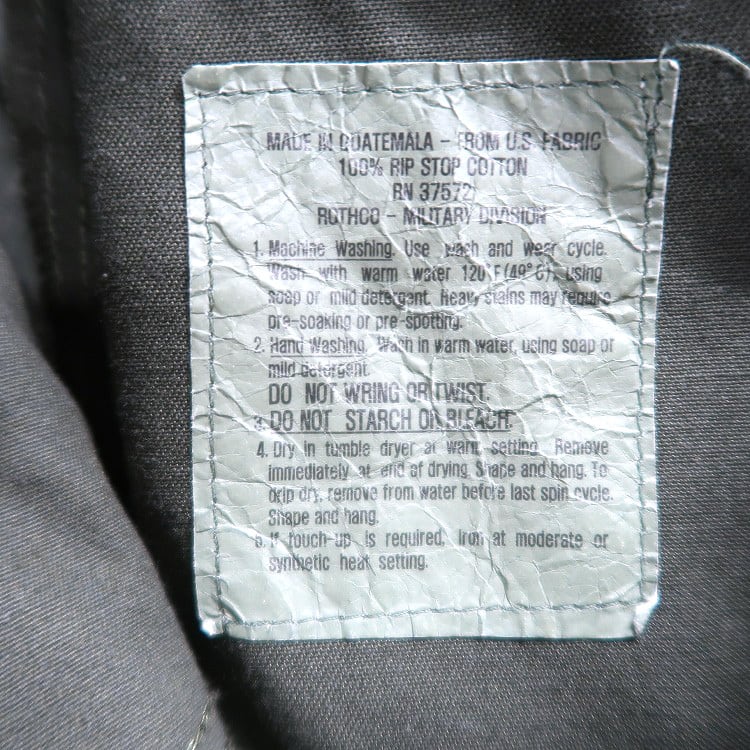 MADE IN GUATEMALA - FROM U.S. FABRIC
100% RIP STOP COTTON
RN 37572
ROTHCO - MILITARY DIVISION
1. Machine Washing. Use wash and wear cycle.
Wash with warm water 120°F(49°C), using
soap or mild detergent. Heavy stains may require
pre-soaking or pre-spotting.
2. Hand Washing. Wash in warm water, using soap or
mild detergent.
DO NOT WRING OR TWIST.
3. DO NOT STARCH OR BLEACH.
4. Dry in tumble dryer at warm setting. Remove
immediately at end of drying. Shape and hang. To
drip dry, remove from water before last spin cycle.
Shape and hang.
5. If touch-up is required, iron at moderate or
synthetic heat setting.